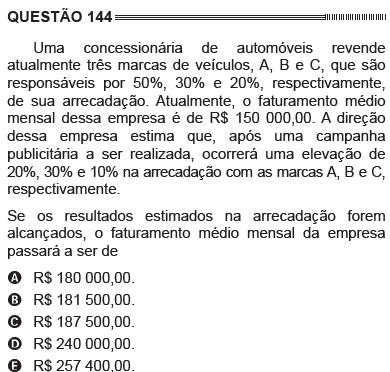 QUESTÃO 144
Uma concessionária de automóveis revende
atualmente três marcas de veículos, A, B e C, que são
responsáveis por 50%, 30% e 20%, respectivamente,
de sua arrecadação. Atualmente, o faturamento médio
mensal dessa empresa é de R$ 150 000,00. A direção
dessa empresa estima que, após uma campanha
publicitária a ser realizada, ocorrerá uma elevação de
20%, 30% e 10% na arrecadação com as marcas A, B e C,
respectivamente.
Se os resultados estimados na arrecadação forem
alcançados, o faturamento médio mensal da empresa
passará a ser de
A R$ 180 000,00.
B R$ 181 500,00.
C R$ 187 500,00.
D R$ 240 000,00.
E R$ 257 400,00.